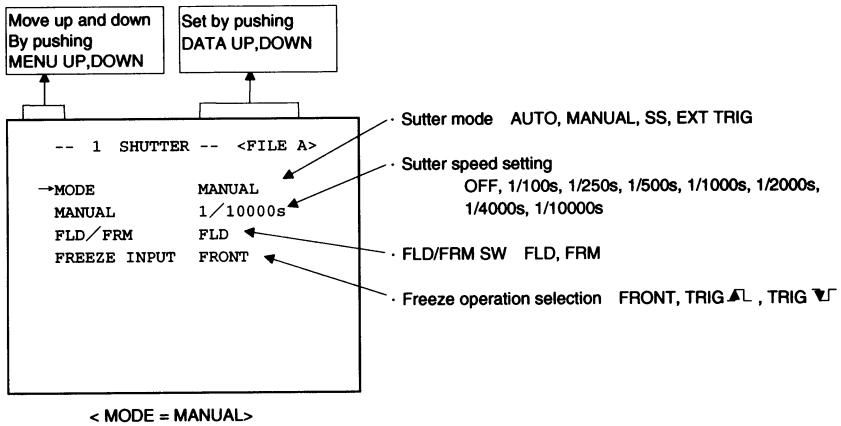 Move up and down
By pushing
MENU UP,DOWN
Set by pushing
DATA UP,DOWN
-- 1 SHUTTER -- <FILE A>
→MODE MANUAL
MANUAL 1/10000s
FLD/FRM FLD
FREEZE INPUT FRONT
· Sutter mode AUTO, MANUAL, SS, EXT TRIG
· Sutter speed setting
OFF, 1/100s, 1/250s, 1/500s, 1/1000s, 1/2000s,
1/4000s, 1/10000s
· FLD/FRM SW FLD, FRM
· Freeze operation selection FRONT, TRIG , TRIG
< MODE = MANUAL>